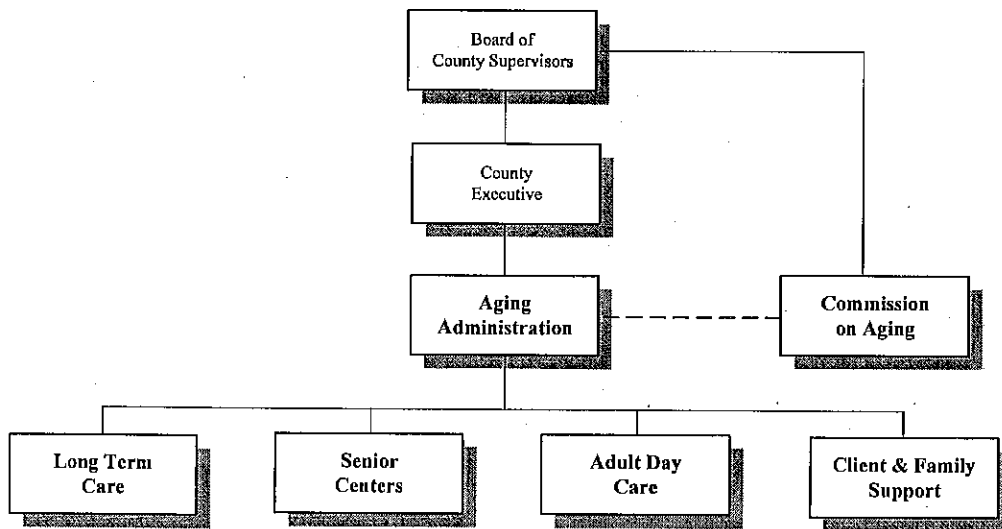 Board of
County Supervisors
County
Executive
Aging
Administration
Commission
on Aging
Long Term
Care
Senior
Centers
Adult Day
Care
Client & Family
Support